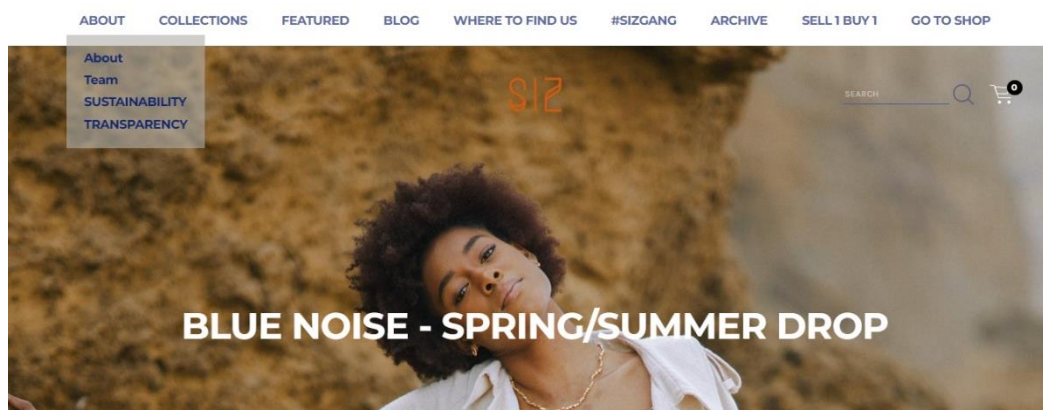 ABOUT COLLECTIONS FEATURED BLOG WHERE TO FIND US #SIZGANG ARCHIVE SELL 1 BUY 1 GO TO SHOP
About
Team
SUSTAINABILITY
TRANSPARENCY
SIZ
SEARCH
0
BLUE NOISE - SPRING/SUMMER DROP